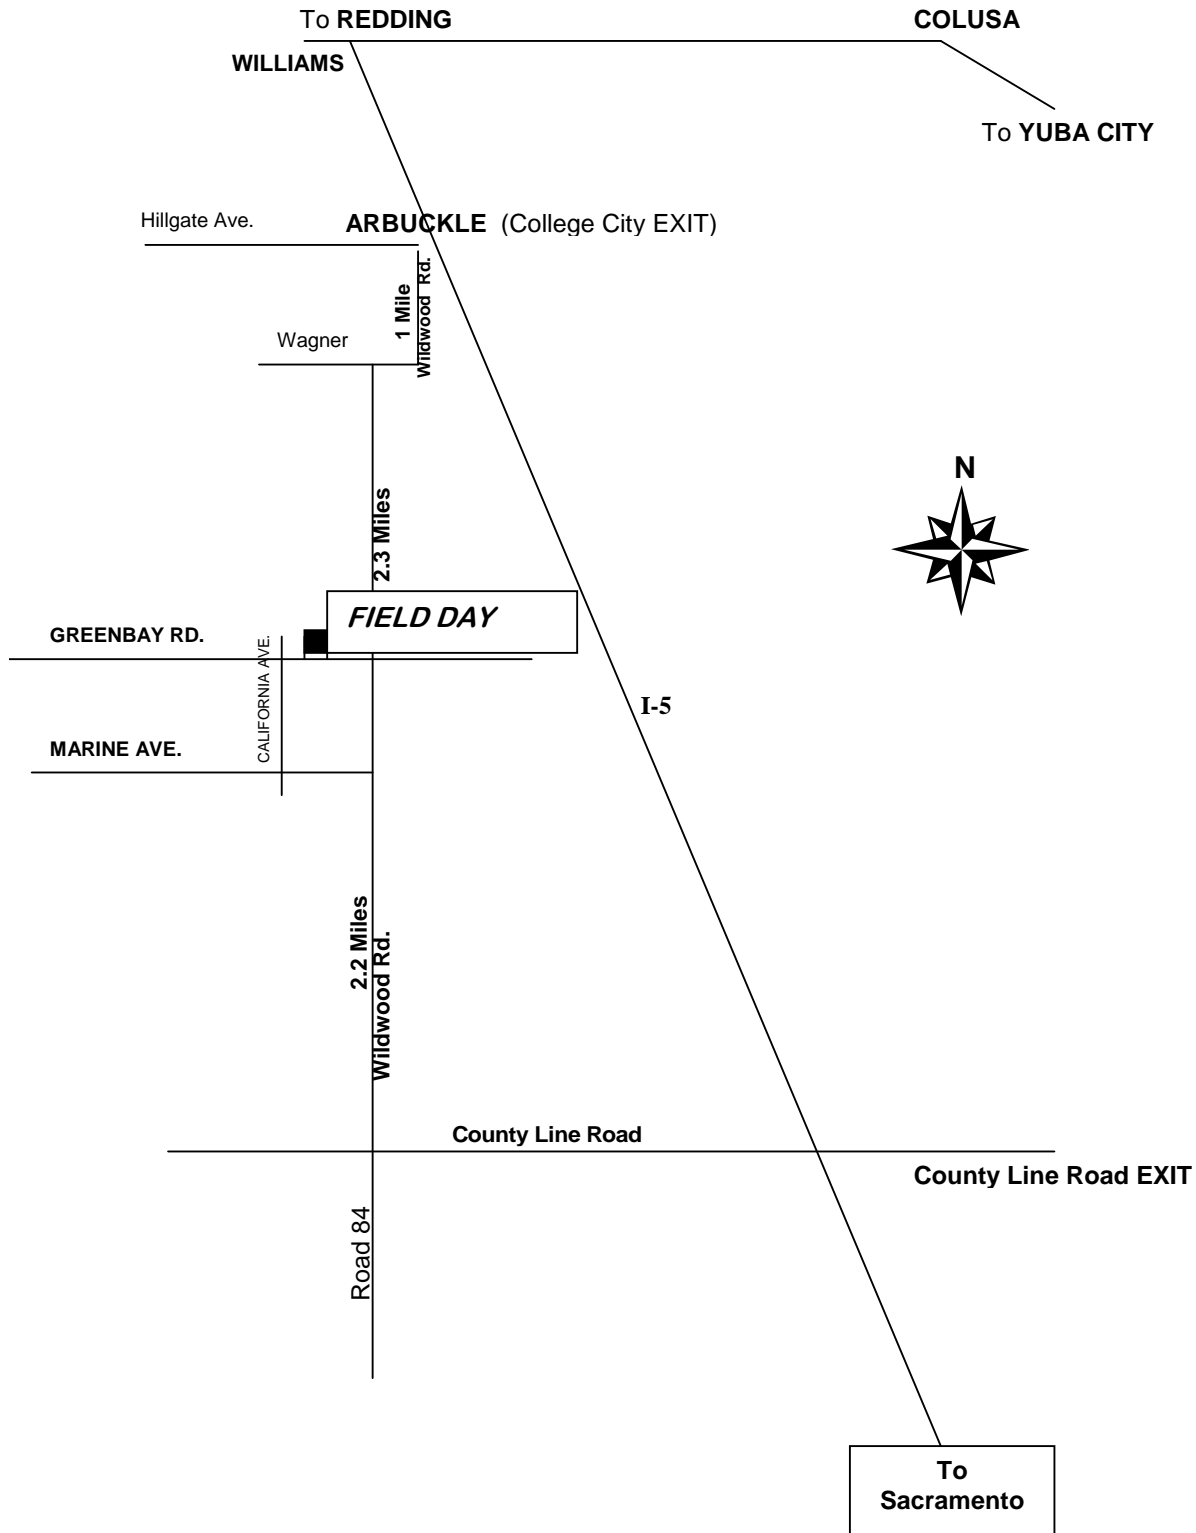 To REDDING
COLUSA
WILLIAMS
To YUBA CITY
Hillgate Ave.
ARBUCKLE (College City EXIT)
1 Mile
Wildwood Rd.
Wagner
N
2.3 Miles
FIELD DAY
GREENBAY RD.
CALIFORNIA AVE.
I-5
MARINE AVE.
2.2 Miles
Wildwood Rd.
County Line Road
County Line Road EXIT
Road 84
To
Sacramento